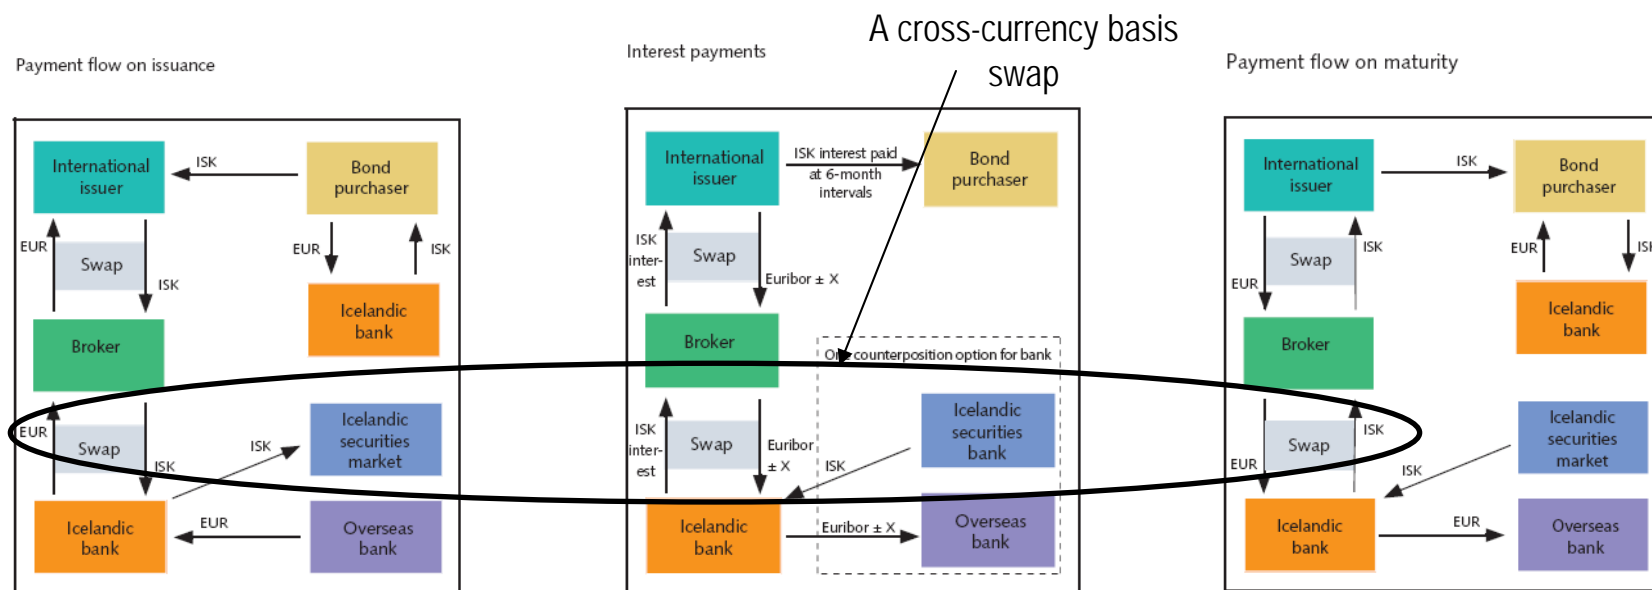 A cross-currency basis
swap
Payment flow on issuance
International
issuer
ISK
Bond
purchaser
EUR
Swap
ISK
EUR
ISK
Broker
Icelandic
bank
EUR
Swap
ISK
ISK
Icelandic
securities
market
Icelandic
bank
EUR
Overseas
bank
Interest payments
International
issuer
ISK interest paid
at 6-month
intervals
Bond
purchaser
ISK
inter-
est
Swap
Euribor ± X
Broker
One counterposition option for bank
ISK
inter-
est
Swap
Euribor
± X
ISK
Icelandic
securities
bank
Icelandic
bank
Euribor ± X
Overseas
bank
Payment flow on maturity
International
issuer
ISK
Bond
purchaser
EUR
Swap
ISK
EUR
ISK
Broker
Icelandic
bank
EUR
Swap
ISK
ISK
Icelandic
securities
market
Icelandic
bank
EUR
Overseas
bank